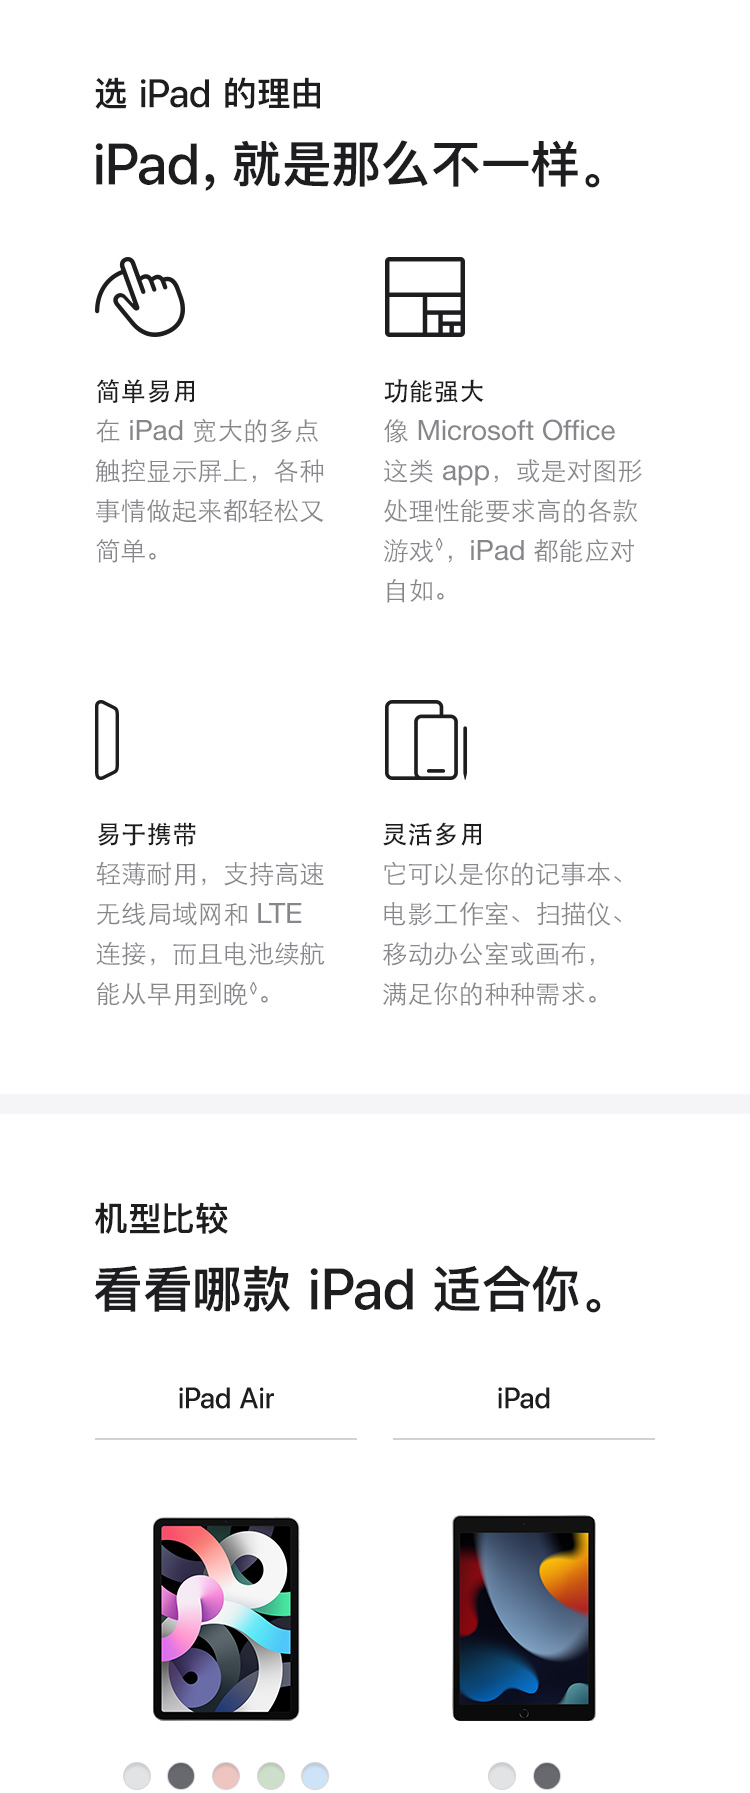 选 iPad 的理由
iPad，就是那么不一样。
简单易用
在 iPad 宽大的多点
触控显示屏上，各种
事情做起来都轻松又
简单。
功能强大
像 Microsoft Office
这类 app，或是对图形
处理性能要求高的各款
游戏◊，iPad 都能应对
自如。
易于携带
轻薄耐用，支持高速
无线局域网和 LTE
连接，而且电池续航
能从早用到晚◊。
灵活多用
它可以是你的记事本、
电影工作室、扫描仪、
移动办公室或画布，
满足你的种种需求。
机型比较
看看哪款 iPad 适合你。
iPad Air
iPad